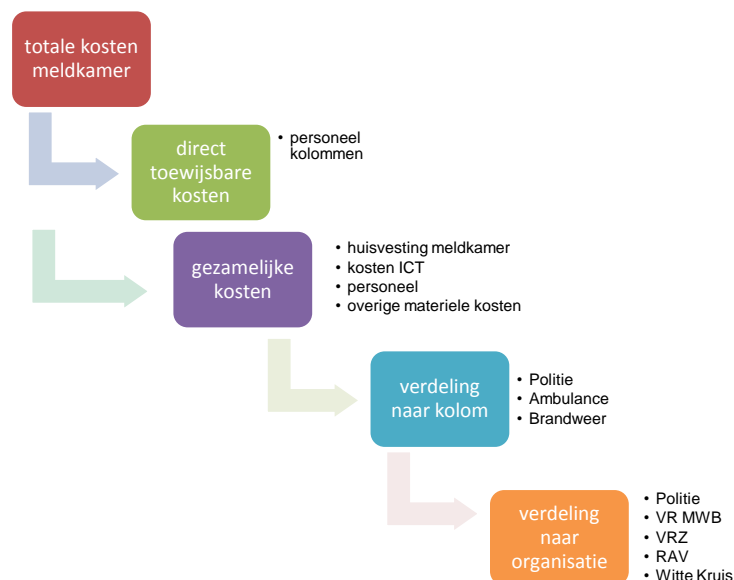 totale kosten
meldkamer
direct
toewijsbare
kosten
• personeel
kolommen
gezamelijke
kosten
• huisvesting meldkamer
• kosten ICT
• personeel
• overige materiele kosten
verdeling
naar kolom
• Politie
• Ambulance
• Brandweer
verdeling
naar
organisatie
• Politie
• VR MWB
• VRZ
• RAV
• Witte Kruis